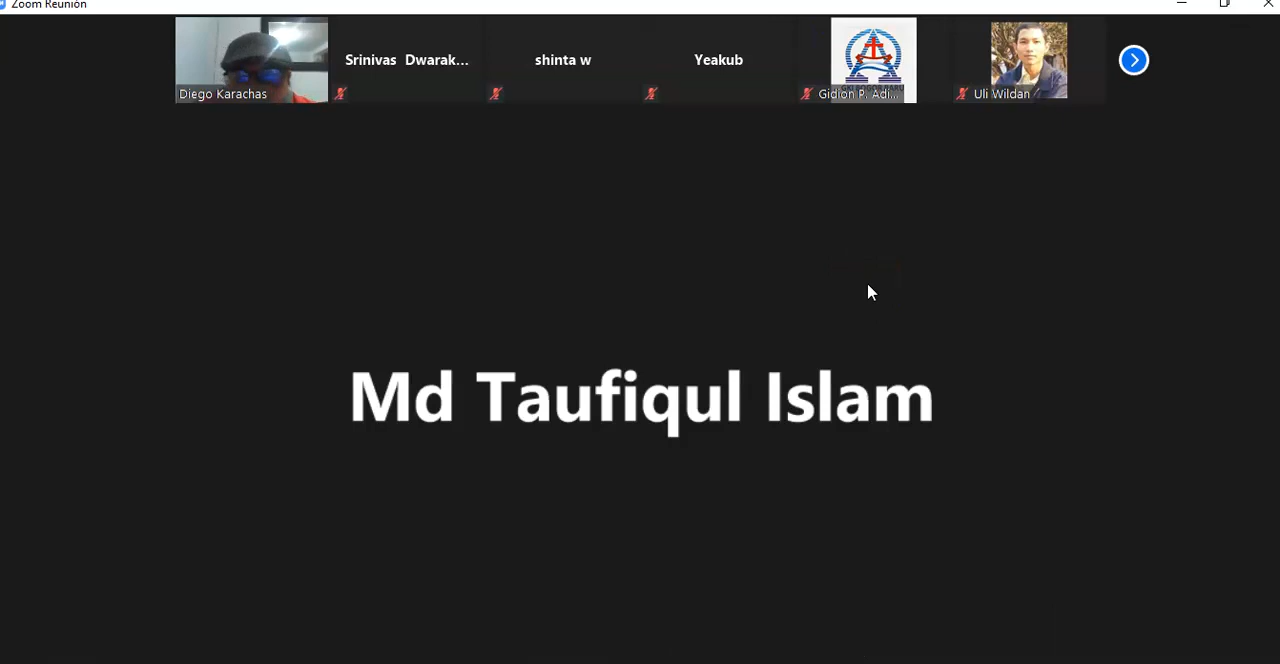 Zoom Reunión
Diego Karachas
Srinivas Dwarak...
shinta w
Yeakub
Gidion P. Adi...
Uli Wildan
Md Taufiqul Islam